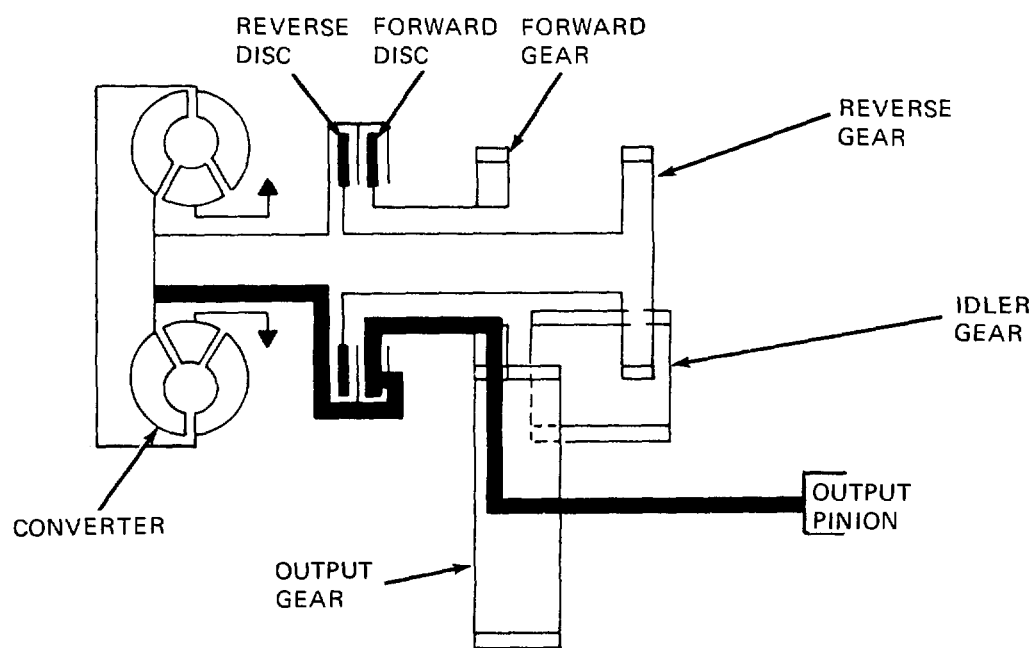 REVERSE
DISC
FORWARD
DISC
FORWARD
GEAR
REVERSE
GEAR
IDLER
GEAR
OUTPUT
PINION
CONVERTER
OUTPUT
GEAR